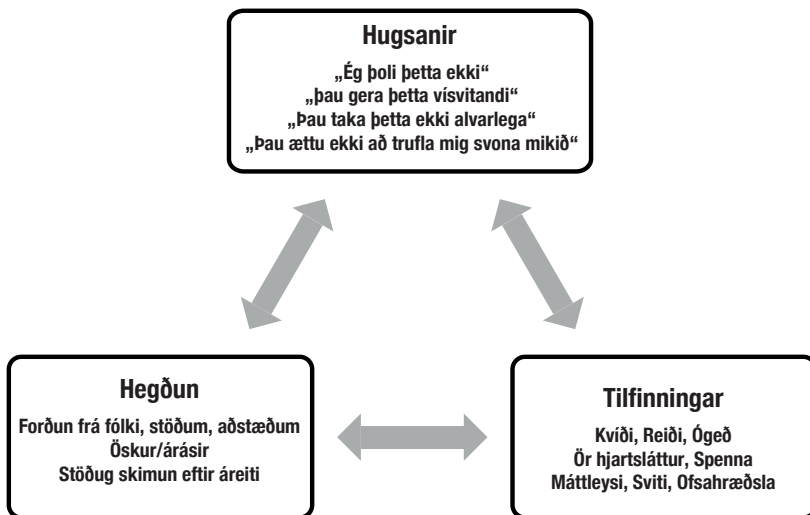 Hugsanir
„Ég þoli þetta ekki“
„þau gera þetta vísvitandi“
„Þau taka þetta ekki alvarlega“
„Þau ættu ekki að trufla mig svona mikið“
Hegðun
Forðun frá fólki, stöðum, aðstæðum
Öskur/árásir
Stöðug skimun eftir áreiti
Tilfinningar
Kvíði, Reiði, Ógeð
Ör hjartsláttur, Spenna
Máttleysi, Sviti, Ofsahræðsla